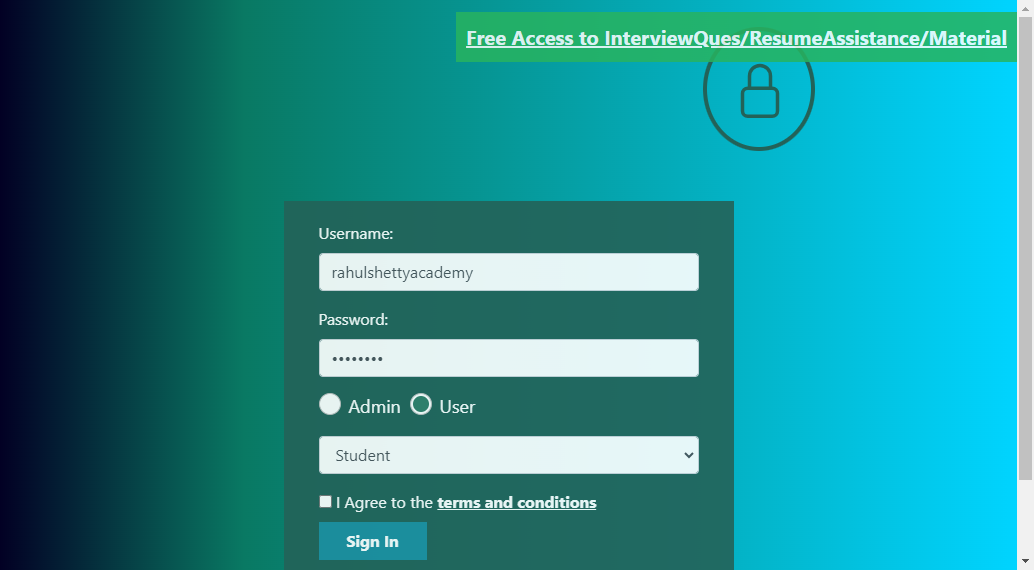 Free Access to InterviewQues/ResumeAssistance/Material
Username:
rahulshettyacademy
Password:
••••••••
Admin User
Student
I Agree to the terms and conditions
Sign In